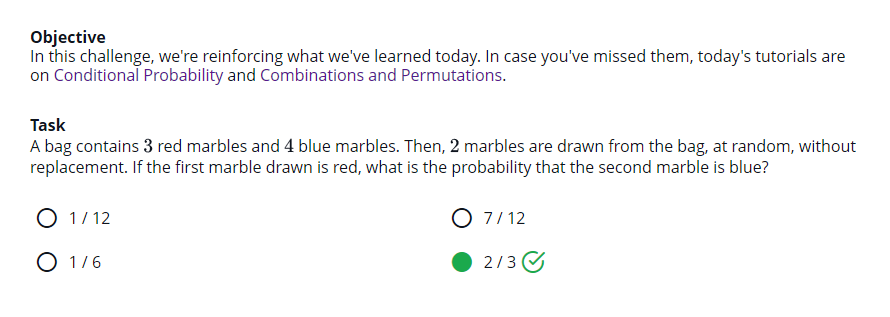 Objective
In this challenge, we're reinforcing what we've learned today. In case you've missed them, today's tutorials are
on Conditional Probability and Combinations and Permutations.
Task
A bag contains 3 red marbles and 4 blue marbles. Then, 2 marbles are drawn from the bag, at random, without
replacement. If the first marble drawn is red, what is the probability that the second marble is blue?
1 / 12
7 / 12
1 / 6
2 / 3